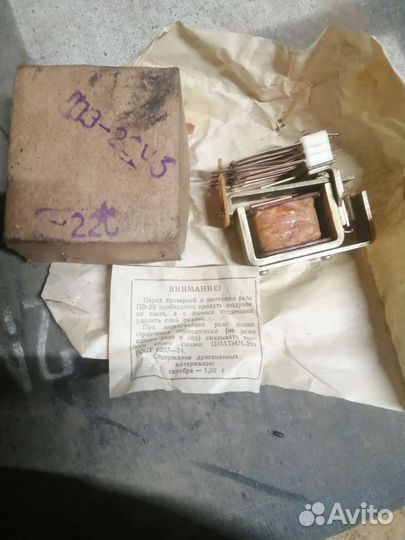 ПЭ-20У5
-220
ВНИМАНИЕ!
Перед проверкой и монтажом реле
ПЭ-20 необходимо продуть воздухом
от пыли, а с полюса сердечника
удалить слой смазки.
При эксплуатации реле полюс
сердечника периодически (не реже
одного раза в год) смазывать тон-
ким слоем смазки ЦИАТИМ-201
ГОСТ 6267—74.
Содержание драгоценных
материалов:
серебра — 1,02 г
Avito